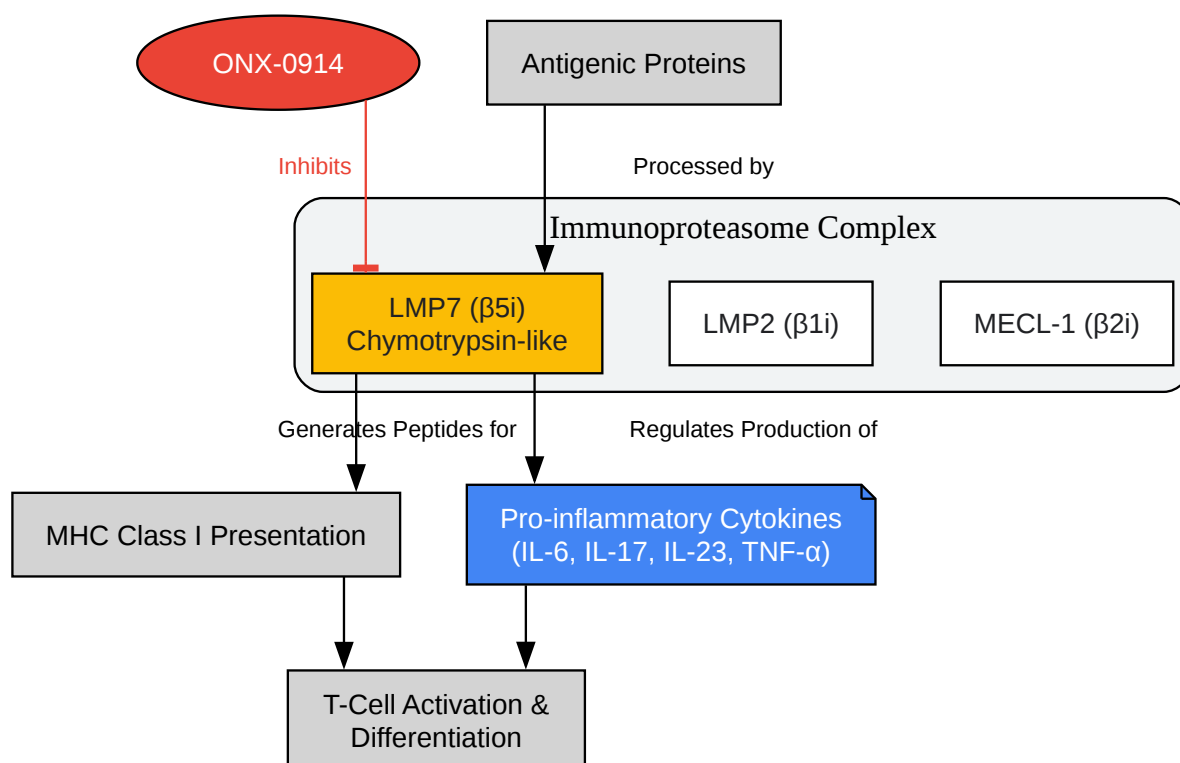 ONX-0914
Antigenic Proteins
Inhibits
Processed by
Immunoproteasome Complex
LMP7 (β5i)
Chymotrypsin-like
LMP2 (β1i)
MECL-1 (β2i)
Generates Peptides for
Regulates Production of
MHC Class I Presentation
Pro-inflammatory Cytokines
(IL-6, IL-17, IL-23, TNF-α)
T-Cell Activation &
Differentiation